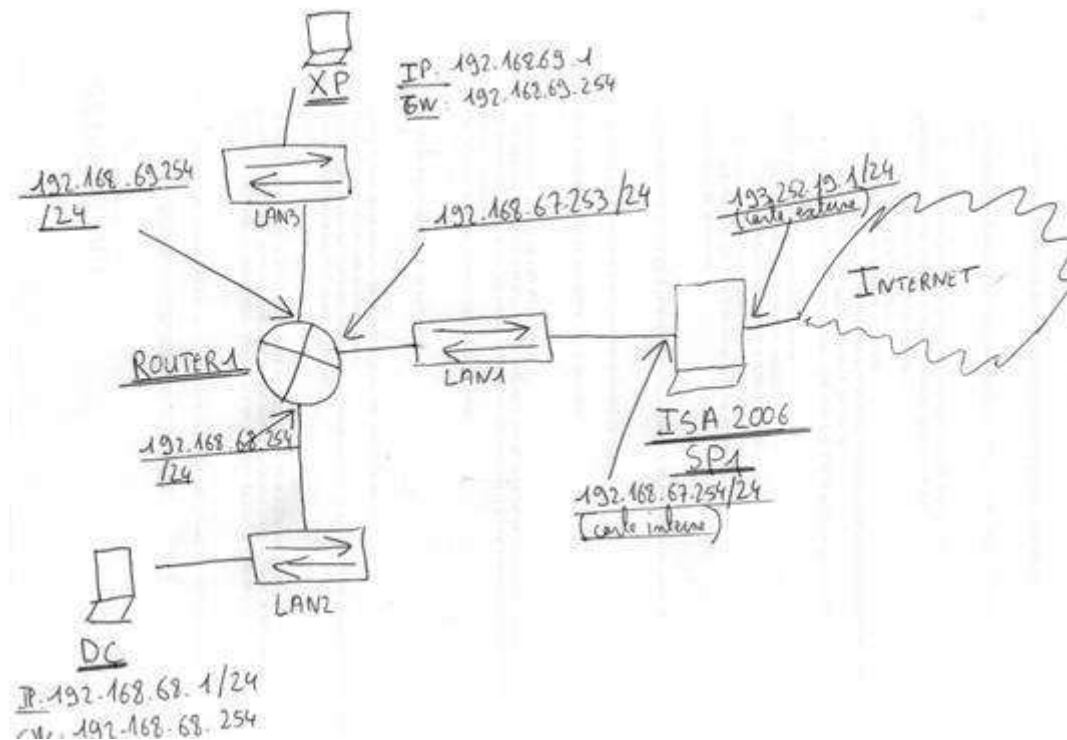 XP
IP: 192.168.69.1
GW: 192.168.69.254
192.168.69.254
/24
LAN3
192.168.67.253/24
193.252.19.1/24
(carte externe)
INTERNET
ROUTER1
LAN1
ISA 2006
SP1
192.168.68.254
/24
192.168.67.254/24
(carte interne)
LAN2
DC
IP: 192.168.68.1/24
GW: 192.168.68.254